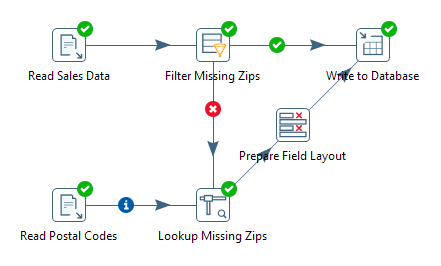 Read Sales Data
Filter Missing Zips
Write to Database
Prepare Field Layout
Read Postal Codes
Lookup Missing Zips